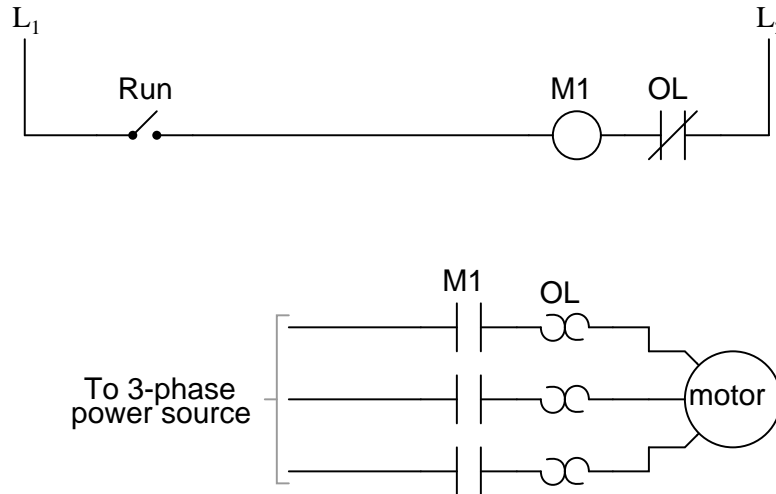 L1 L2
Run M1 OL
M1 OL
To 3-phase
power source
motor